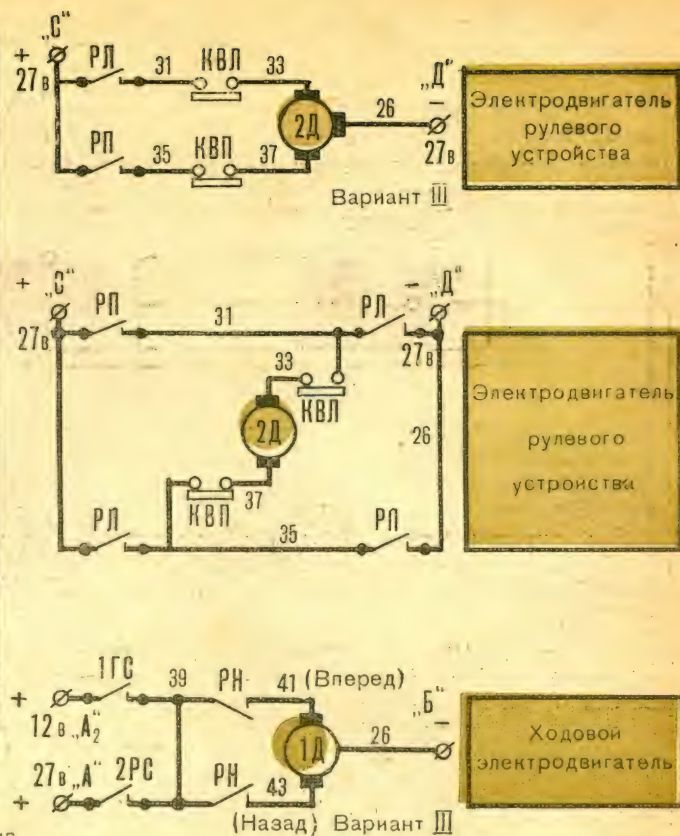 „С“
+
27в
РЛ 31 КВЛ 33
2Д
26
„Д“
–
27в
РП 35 КВП 37
Вариант III
Электродвигатель
рулевого
устройства
+ „С“
27в
РП 31 РЛ
– „Д“
27в
33
КВЛ
2Д
26
КВП 37
РЛ 35 РП
Электродвигатель
рулевого
устройства
1ГС 39 РН 41 (Вперед)
+
12в „А₂“
1Д
26
„Б“
–
27в „А“ 2РС РН 43
+
(Назад) Вариант III
Ходовой
электродвигатель